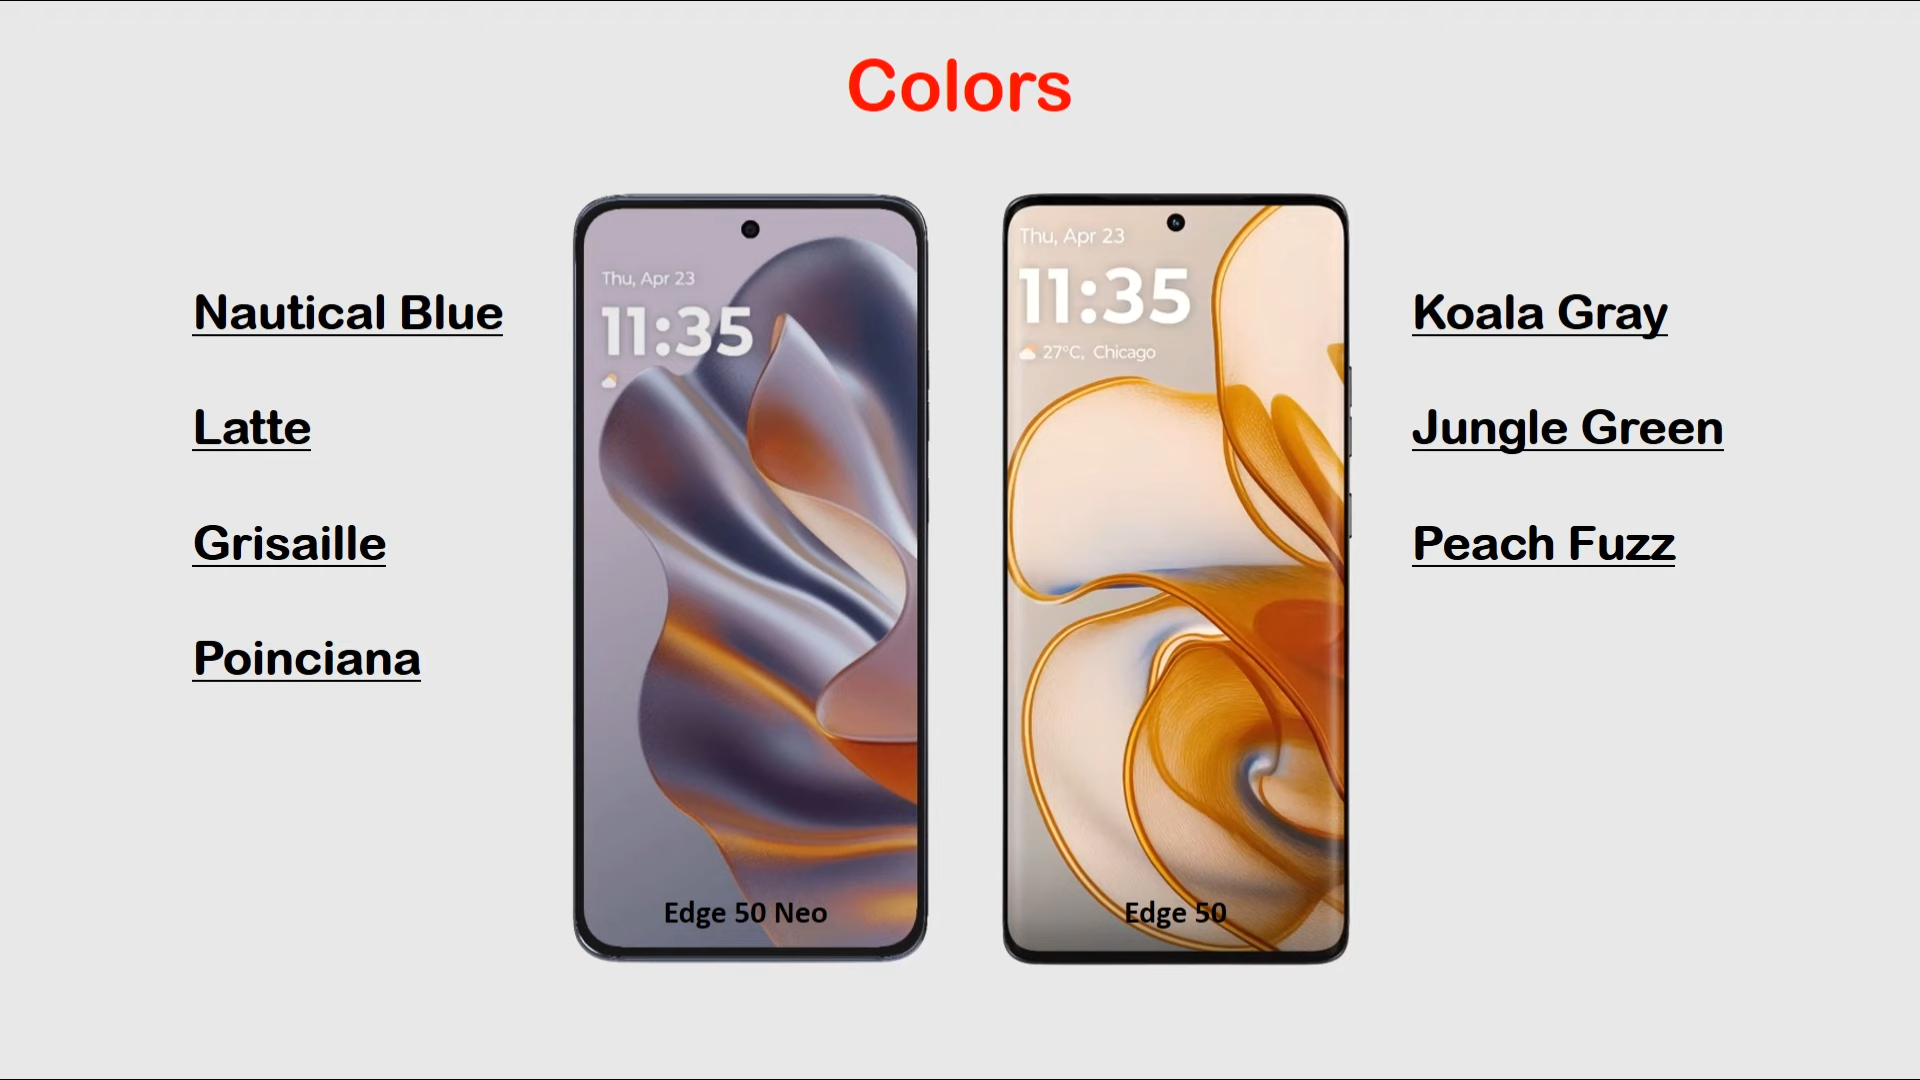 Colors
Nautical Blue
Latte
Grisaille
Poinciana
Thu, Apr 23
11:35
Edge 50 Neo
Thu, Apr 23
11:35
27°C, Chicago
Edge 50
Koala Gray
Jungle Green
Peach Fuzz